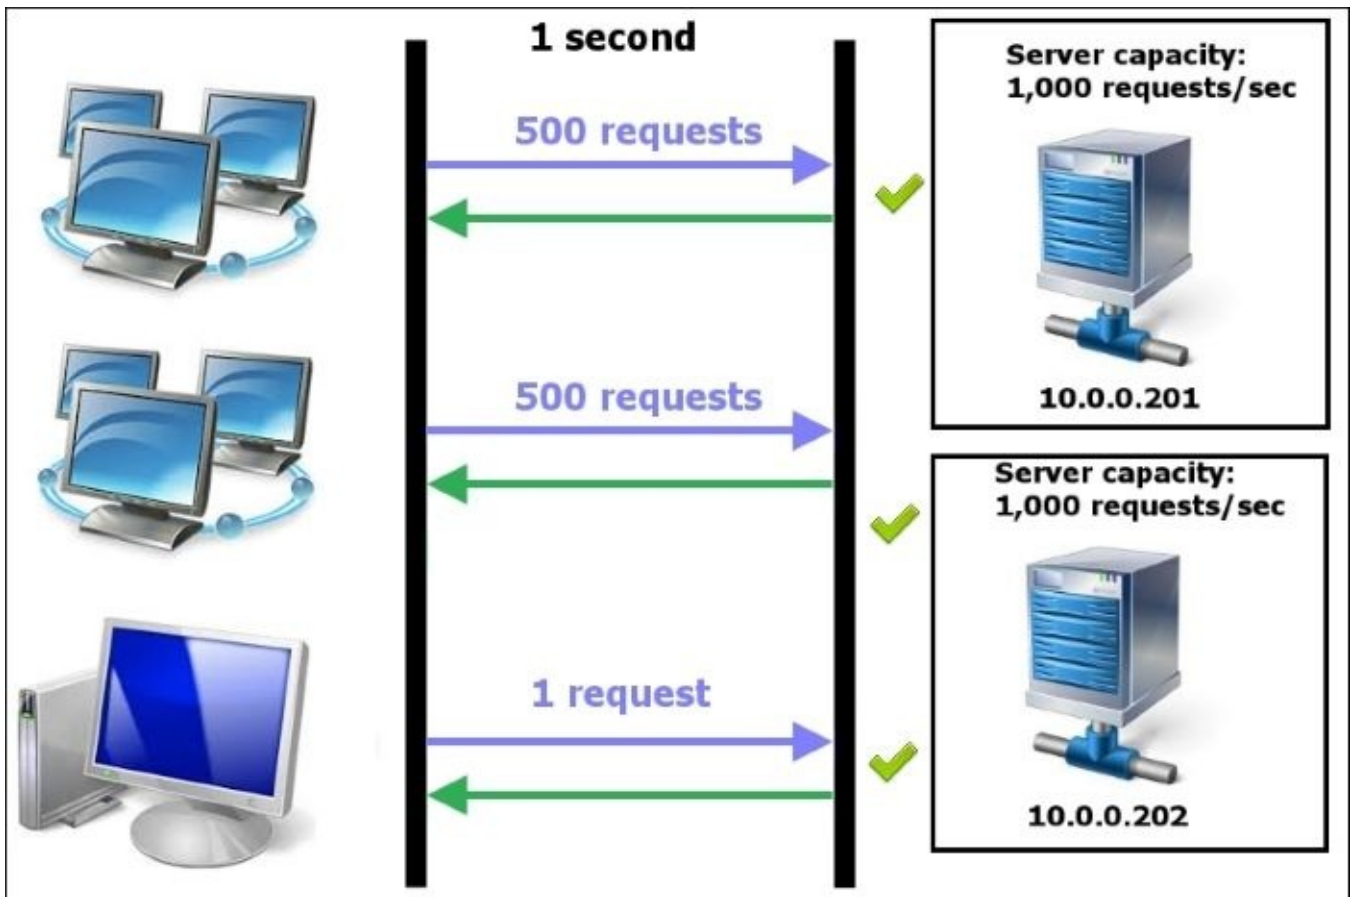 1 second
500 requests
500 requests
1 request
Server capacity:
1,000 requests/sec
10.0.0.201
Server capacity:
1,000 requests/sec
10.0.0.202